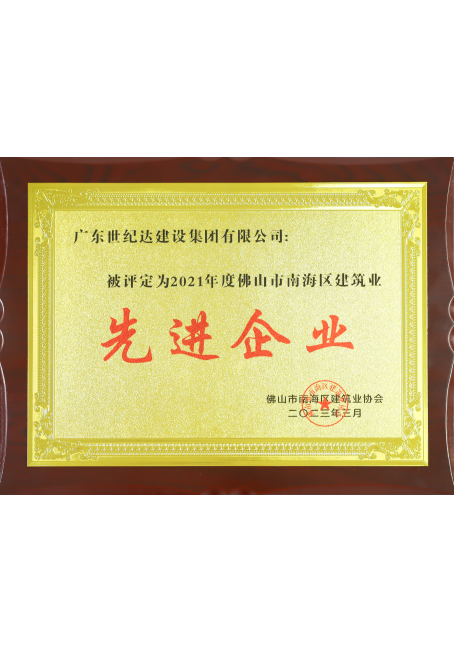 广东世纪达建设集团有限公司：
被评定为2021年度佛山市南海区建筑业
先进企业
佛山市南海区建筑业协会
二〇二三年三月